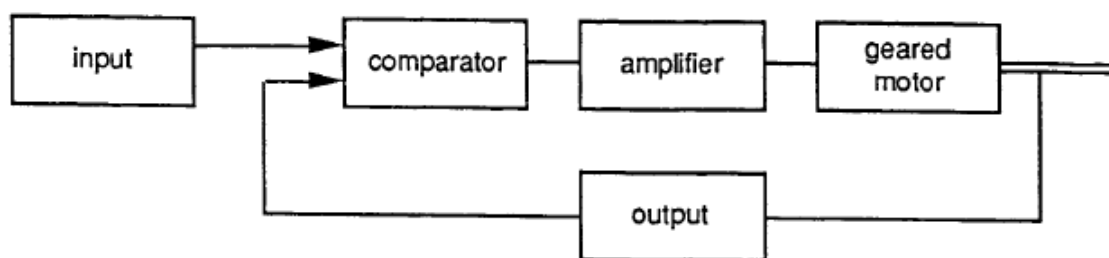 input
comparator
amplifier
geared
motor
output